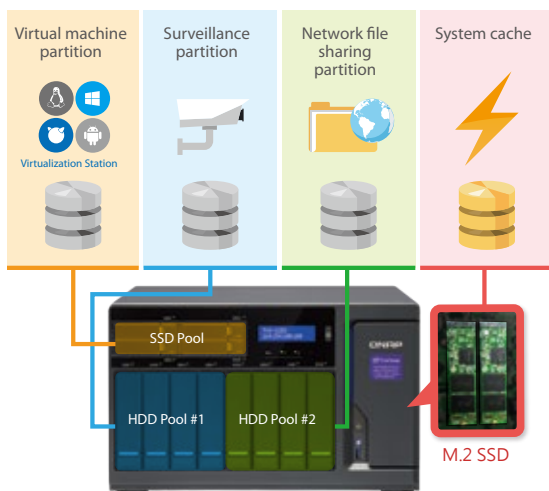 Virtual machine
partition
Surveillance
partition
Network file
sharing
partition
System cache
Virtualization Station
SSD Pool
QNAP
HDD Pool #1
HDD Pool #2
M.2 SSD